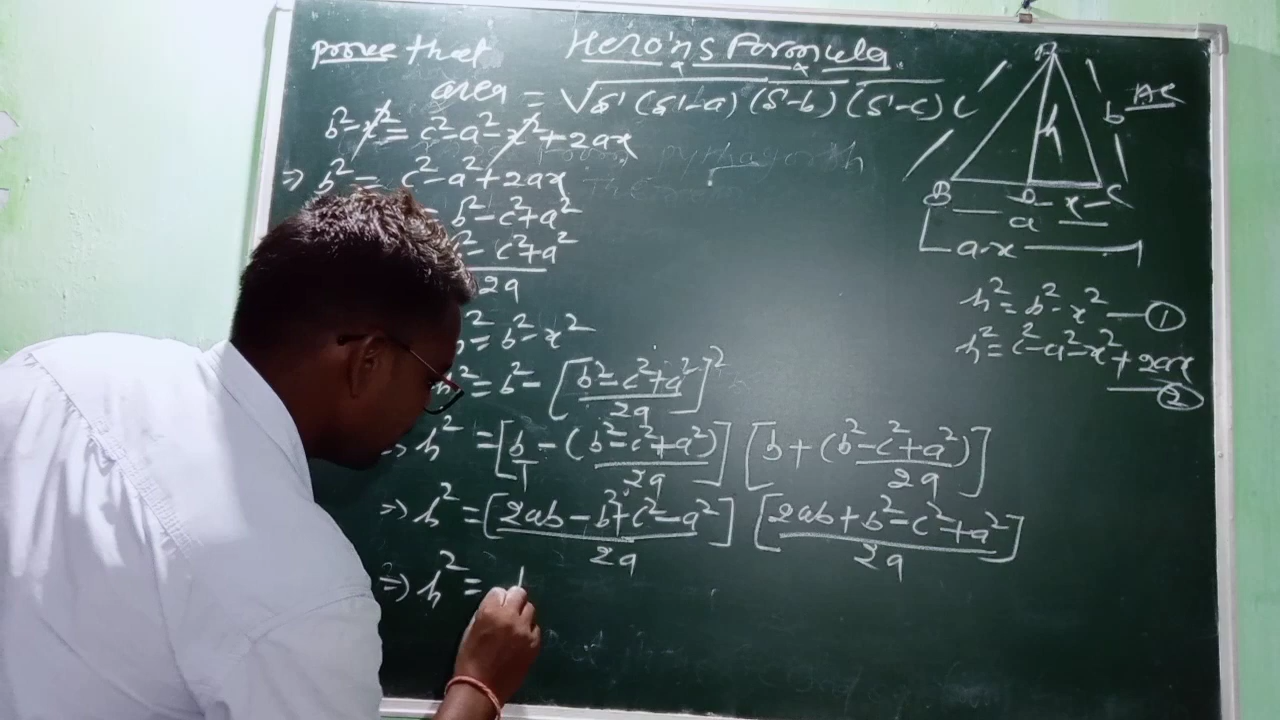 prove that Hero'ns Formula
area = √s (s-a) (s-b) (s-c)
b²-x² = c²-a²-x²+2ax
=> b² = c²-a²+2ax
= b²-c²+a²
b²-c²+a²
2a
h² = b²-x²
h² = b²- [b²-c²+a²/2a]²
=> h² = [b/1 - (b²-c²+a²)/2a] [b + (b²-c²+a²)/2a]
=> h² = [2ab-b²+c²-a²/2a] [2ab+b²-c²+a²/2a]
=> h² = 1
A
b AC
h
B D x C
a
a-x
h² = b²-x² — ①
h² = c²-a²-x²+2ax
— ②